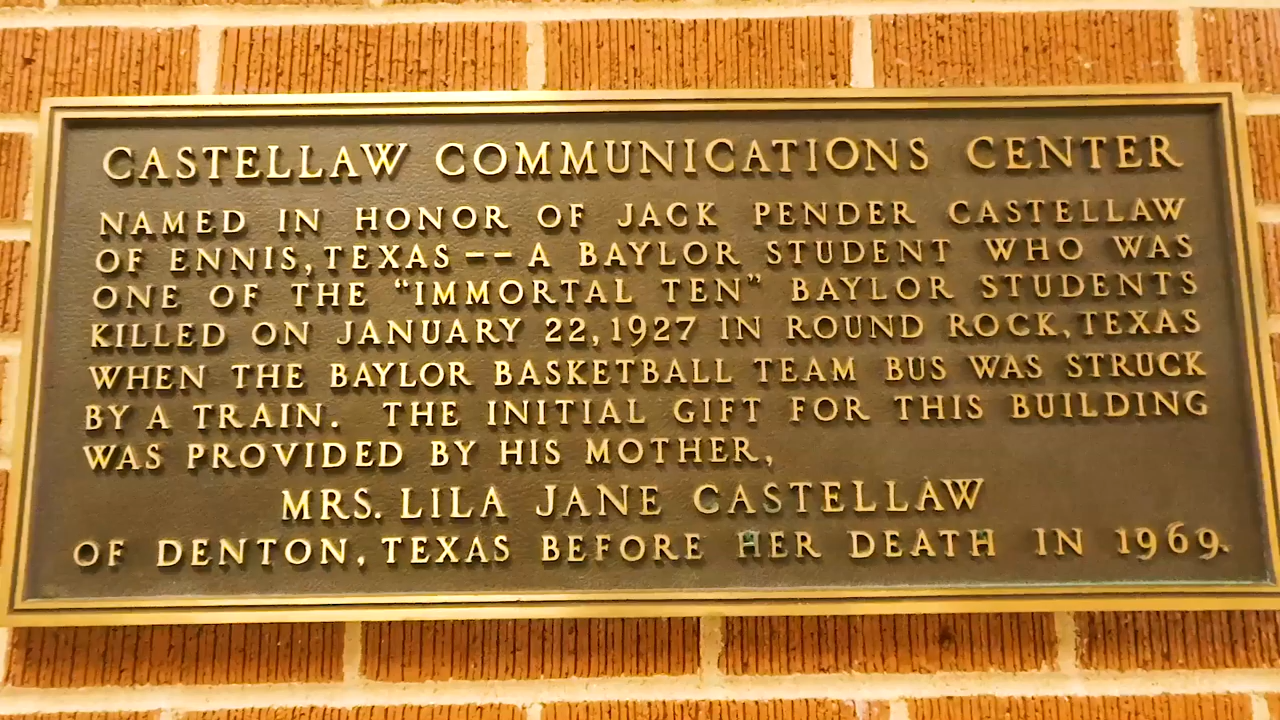 CASTELLAW COMMUNICATIONS CENTER
NAMED IN HONOR OF JACK PENDER CASTELLAW
OF ENNIS, TEXAS -- A BAYLOR STUDENT WHO WAS
ONE OF THE "IMMORTAL TEN" BAYLOR STUDENTS
KILLED ON JANUARY 22, 1927 IN ROUND ROCK, TEXAS
WHEN THE BAYLOR BASKETBALL TEAM BUS WAS STRUCK
BY A TRAIN. THE INITIAL GIFT FOR THIS BUILDING
WAS PROVIDED BY HIS MOTHER,
MRS. LILA JANE CASTELLAW
OF DENTON, TEXAS BEFORE HER DEATH IN 1969.